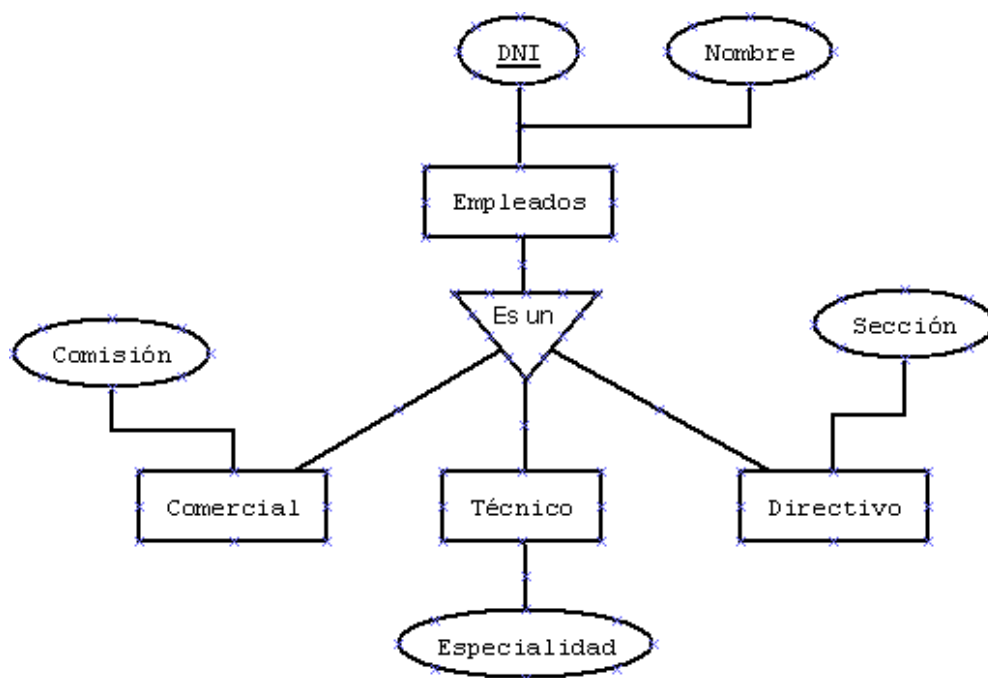 DNI
Nombre
Empleados
Es un
Comisión
Sección
Comercial
Técnico
Directivo
Especialidad